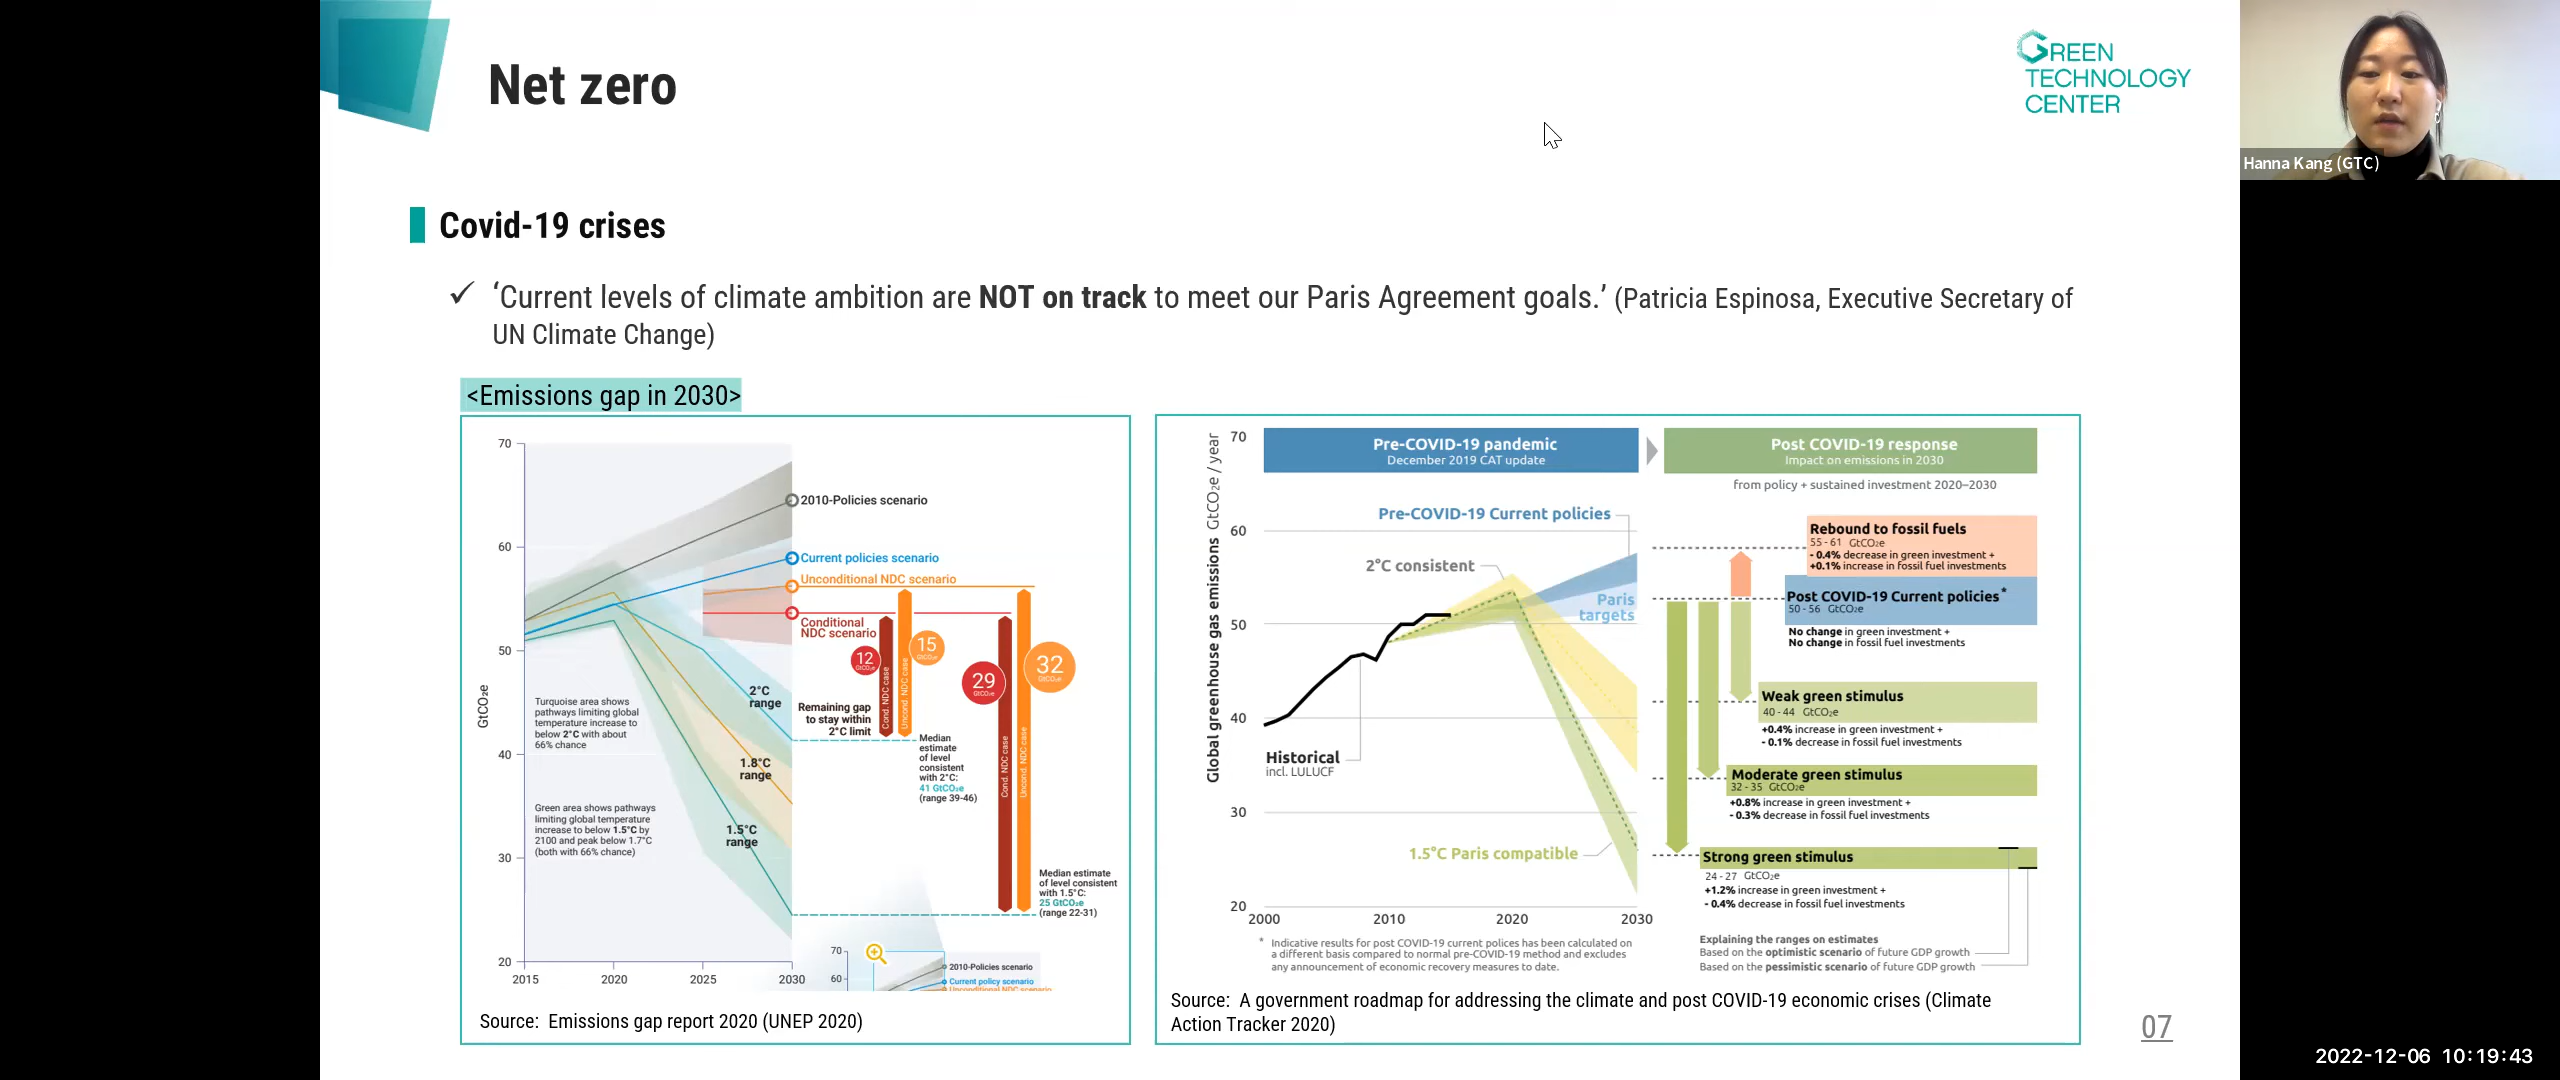 Net zero
GREEN
TECHNOLOGY
CENTER
Hanna Kang (GTC)
Covid-19 crises
✓ ‘Current levels of climate ambition are NOT on track to meet our Paris Agreement goals.’ (Patricia Espinosa, Executive Secretary of
UN Climate Change)
<Emissions gap in 2030>
70
60
50
40
30
20
GtCO₂e
2015
2020
2025
2030
2010-Policies scenario
Current policies scenario
Unconditional NDC scenario
Conditional
NDC scenario
12
GtCO₂e
15
GtCO₂e
29
GtCO₂e
32
GtCO₂e
Cond. NDC case
Uncond. NDC case
Cond. NDC case
Uncond. NDC case
Remaining gap
to stay within
2°C limit
2°C
range
1.8°C
range
1.5°C
range
Turquoise area shows
pathways limiting global
temperature increase to
below 2°C with about
66% chance
Green area shows pathways
limiting global temperature
increase to below 1.5°C by
2100 and peak below 1.7°C
(both with 66% chance)
Median
estimate
of level
consistent
with 2°C:
41 GtCO₂e
(range 39-46)
Median estimate
of level consistent
with 1.5°C:
25 GtCO₂e
(range 22-31)
70
60
2010-Policies scenario
Current policy scenario
Unconditional NDC scenario
Source: Emissions gap report 2020 (UNEP 2020)
Global greenhouse gas emissions GtCO₂e / year
70
60
50
40
30
20
2000
2010
2020
2030
Pre-COVID-19 pandemic
December 2019 CAT update
Post COVID-19 response
Impact on emissions in 2030
from policy + sustained investment 2020–2030
Pre-COVID-19 Current policies
2°C consistent
Paris
targets
Historical
incl. LULUCF
1.5°C Paris compatible
Rebound to fossil fuels
55 - 61 GtCO₂e
- 0.4% decrease in green investment +
+0.1% increase in fossil fuel investments
Post COVID-19 Current policies*
50 - 56 GtCO₂e
No change in green investment +
No change in fossil fuel investments
Weak green stimulus
40 - 44 GtCO₂e
+0.4% increase in green investment +
- 0.1% decrease in fossil fuel investments
Moderate green stimulus
32 - 35 GtCO₂e
+0.8% increase in green investment +
- 0.3% decrease in fossil fuel investments
Strong green stimulus
24 - 27 GtCO₂e
+1.2% increase in green investment +
- 0.4% decrease in fossil fuel investments
* Indicative results for post COVID-19 current polices has been calculated on
a different basis compared to normal pre-COVID-19 method and excludes
any announcement of economic recovery measures to date.
Explaining the ranges on estimates
Based on the optimistic scenario of future GDP growth
Based on the pessimistic scenario of future GDP growth
Source: A government roadmap for addressing the climate and post COVID-19 economic crises (Climate
Action Tracker 2020)
07
2022-12-06 10:19:43